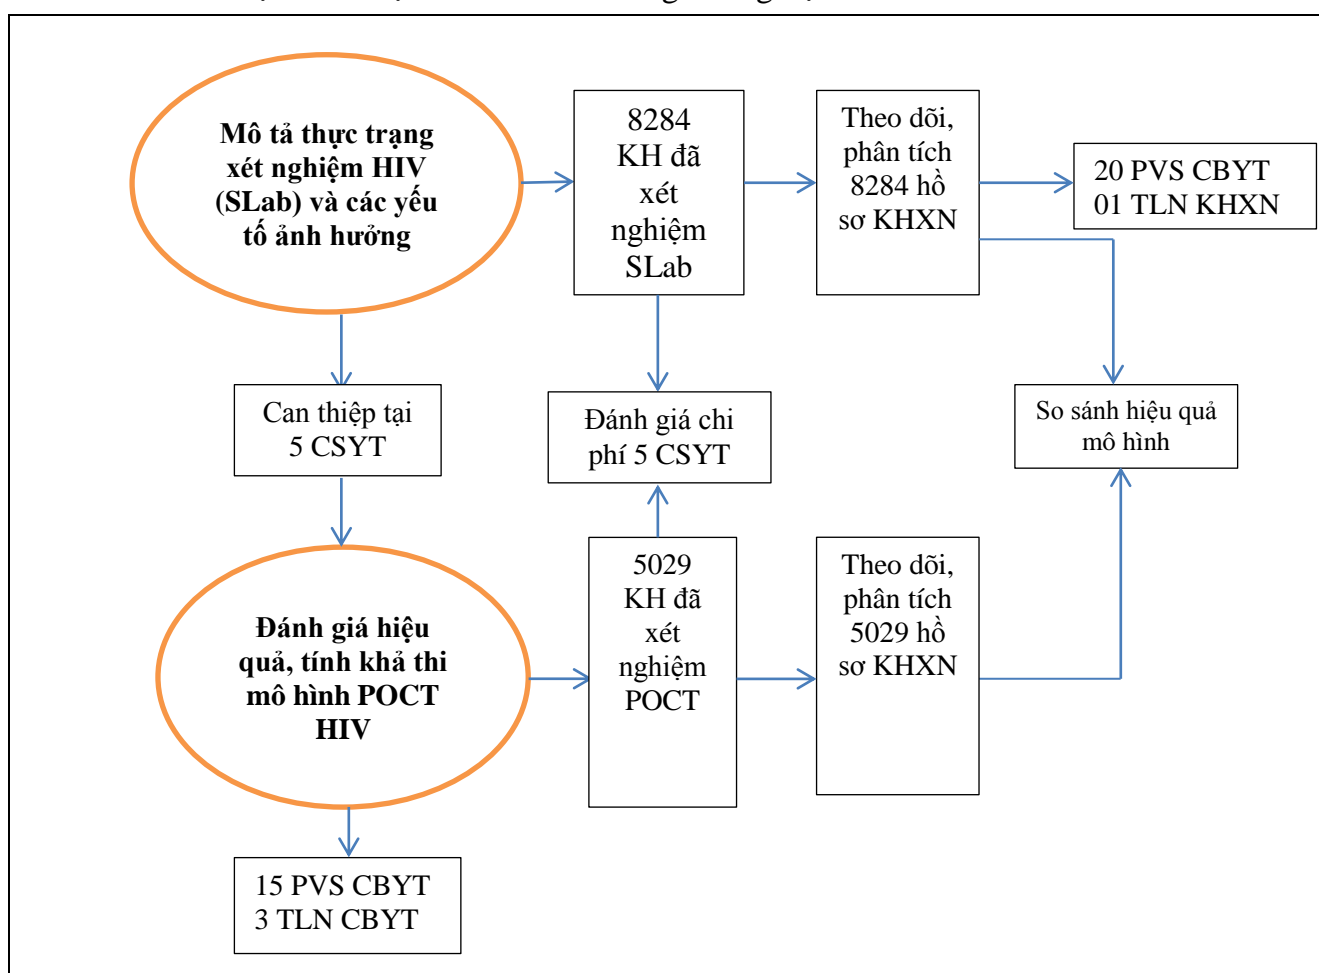 Mô tả thực trạng
xét nghiệm HIV
(SLab) và các yếu
tố ảnh hưởng
8284
KH đã
xét
nghiệm
SLab
Theo dõi,
phân tích
8284 hồ
sơ KHXN
20 PVS CBYT
01 TLN KHXN
Can thiệp tại
5 CSYT
Đánh giá chi
phí 5 CSYT
So sánh hiệu quả
mô hình
Đánh giá hiệu
quả, tính khả thi
mô hình POCT
HIV
5029
KH đã
xét
nghiệm
POCT
Theo dõi,
phân tích
5029 hồ
sơ KHXN
15 PVS CBYT
3 TLN CBYT